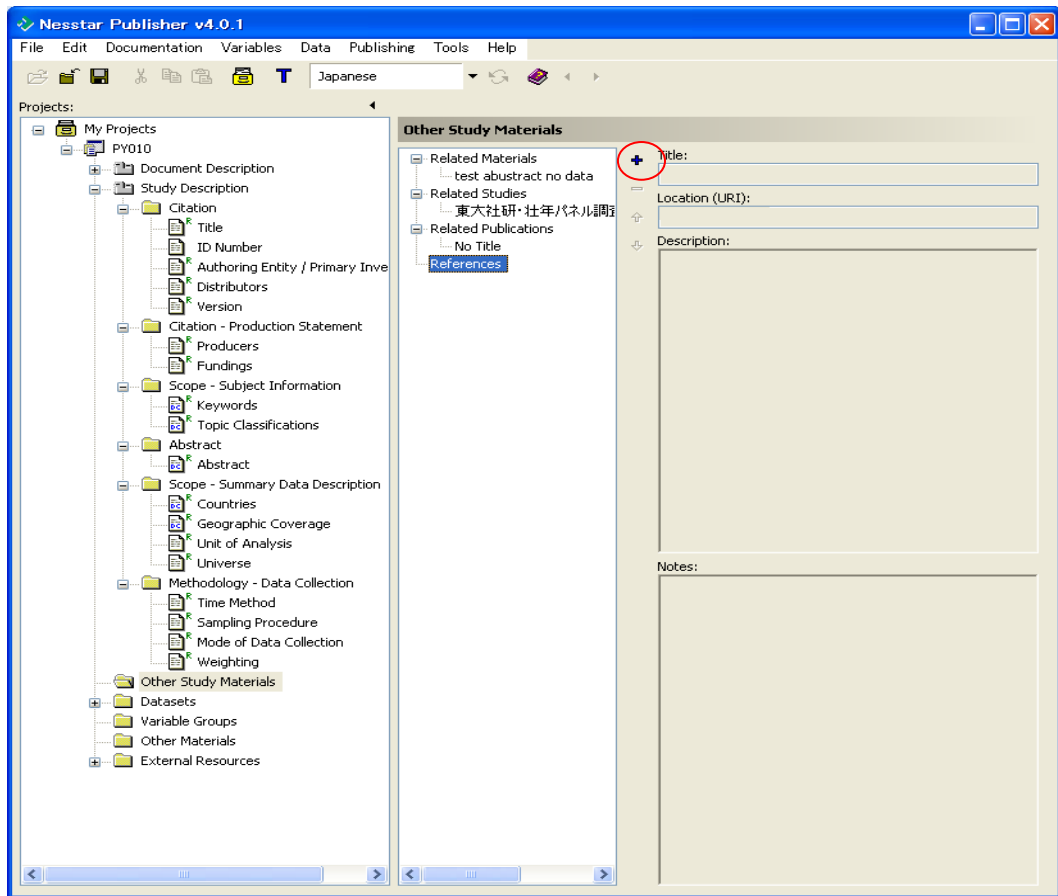 Nesstar Publisher v4.0.1
File Edit Documentation Variables Data Publishing Tools Help
T Japanese
Projects:
My Projects
PY010
Document Description
Study Description
Citation
Title
ID Number
Authoring Entity / Primary Inve
Distributors
Version
Citation - Production Statement
Producers
Fundings
Scope - Subject Information
Keywords
Topic Classifications
Abstract
Abstract
Scope - Summary Data Description
Countries
Geographic Coverage
Unit of Analysis
Universe
Methodology - Data Collection
Time Method
Sampling Procedure
Mode of Data Collection
Weighting
Other Study Materials
Datasets
Variable Groups
Other Materials
External Resources
Other Study Materials
Related Materials
test abustract no data
Related Studies
東大社研・壮年パネル調査
Related Publications
No Title
References
Title:
Location (URI):
Description:
Notes: